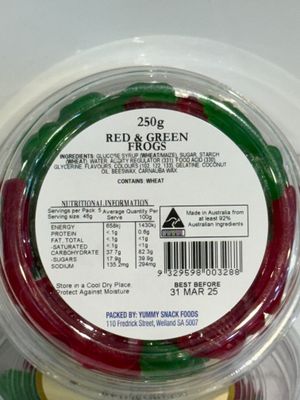 250g
RED & GREEN
FROGS
INGREDIENTS: GLUCOSE SYRUP (WHEAT/MAIZE), SUGAR, STARCH
(WHEAT), WATER, ACIDITY REGULATOR (331), FOOD ACID (330),
GLYCERINE, FLAVOURS, COLOURS (102, 122, 133), GELATINE, COCONUT
OIL, BEESWAX, CARNAUBA WAX.
CONTAINS: WHEAT
NUTRITIONAL INFORMATION
Servings per Pack: 5 Average Quantity Per
Serving size: 48g Serve 100g
ENERGY 658kj 1430kj
PROTEIN <.1g 0.6g
FAT, TOTAL <.1g <1g
-SATURATED <.1g <1g
CARBOHYDRATE 37.7g 82.3g
-SUGARS 17.9g 39.9g
SODIUM 135.2mg 294mg
Made in Australia from
at least 92%
Australian ingredients
9 329598 003288
Store in a Cool Dry Place
Protect Against Moisture
BEST BEFORE
31 MAR 25
PACKED BY: YUMMY SNACK FOODS
110 Fredrick Street, Welland SA 5007